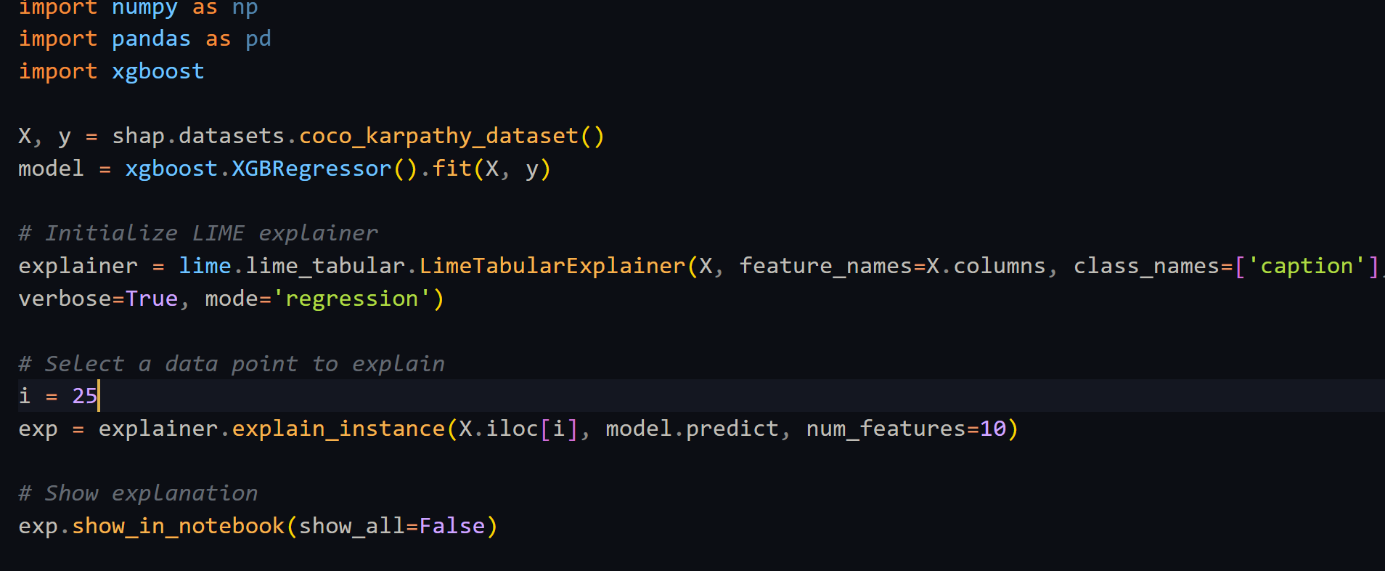 import numpy as np
import pandas as pd
import xgboost
X, y = shap.datasets.coco_karpathy_dataset()
model = xgboost.XGBRegressor().fit(X, y)
# Initialize LIME explainer
explainer = lime.lime_tabular.LimeTabularExplainer(X, feature_names=X.columns, class_names=['caption'],
verbose=True, mode='regression')
# Select a data point to explain
i = 25
exp = explainer.explain_instance(X.iloc[i], model.predict, num_features=10)
# Show explanation
exp.show_in_notebook(show_all=False)